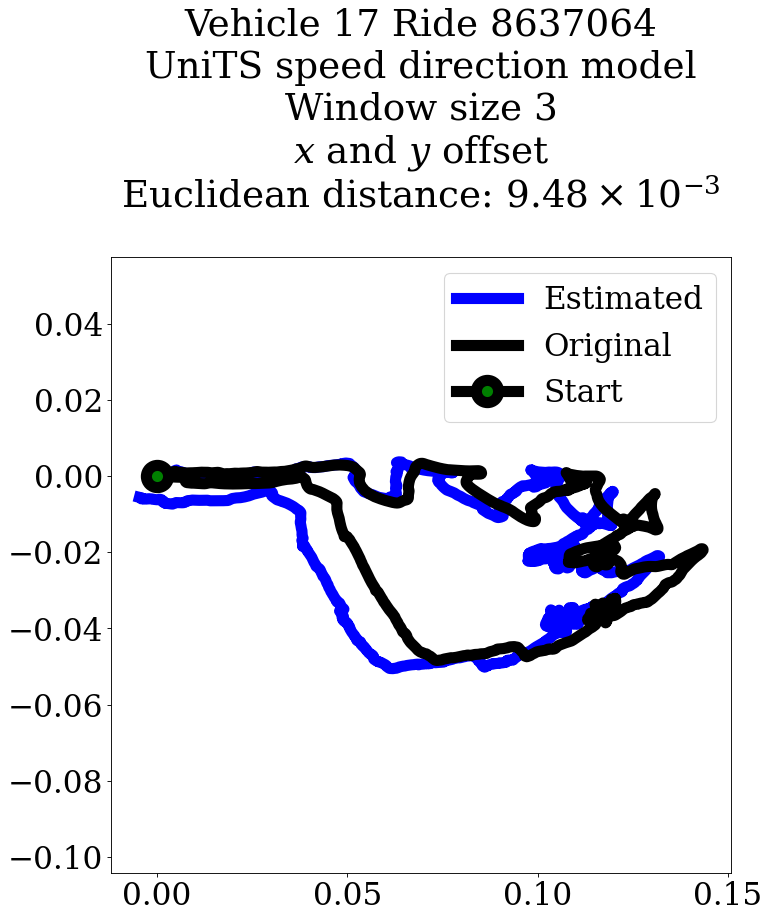 Vehicle 17 Ride 8637064
UniTS speed direction model
Window size 3
x and y offset
Euclidean distance: 9.48 × 10⁻³
Estimated
Original
Start
0.04
0.02
0.00
−0.02
−0.04
−0.06
−0.08
−0.10
0.00 0.05 0.10 0.15